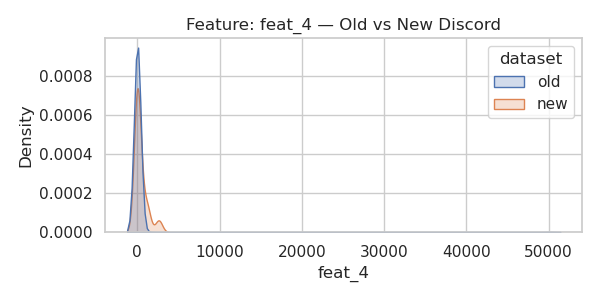 Feature: feat_4 — Old vs New Discord
dataset
old
new
Density
0.0008
0.0006
0.0004
0.0002
0.0000
0 10000 20000 30000 40000 50000
feat_4